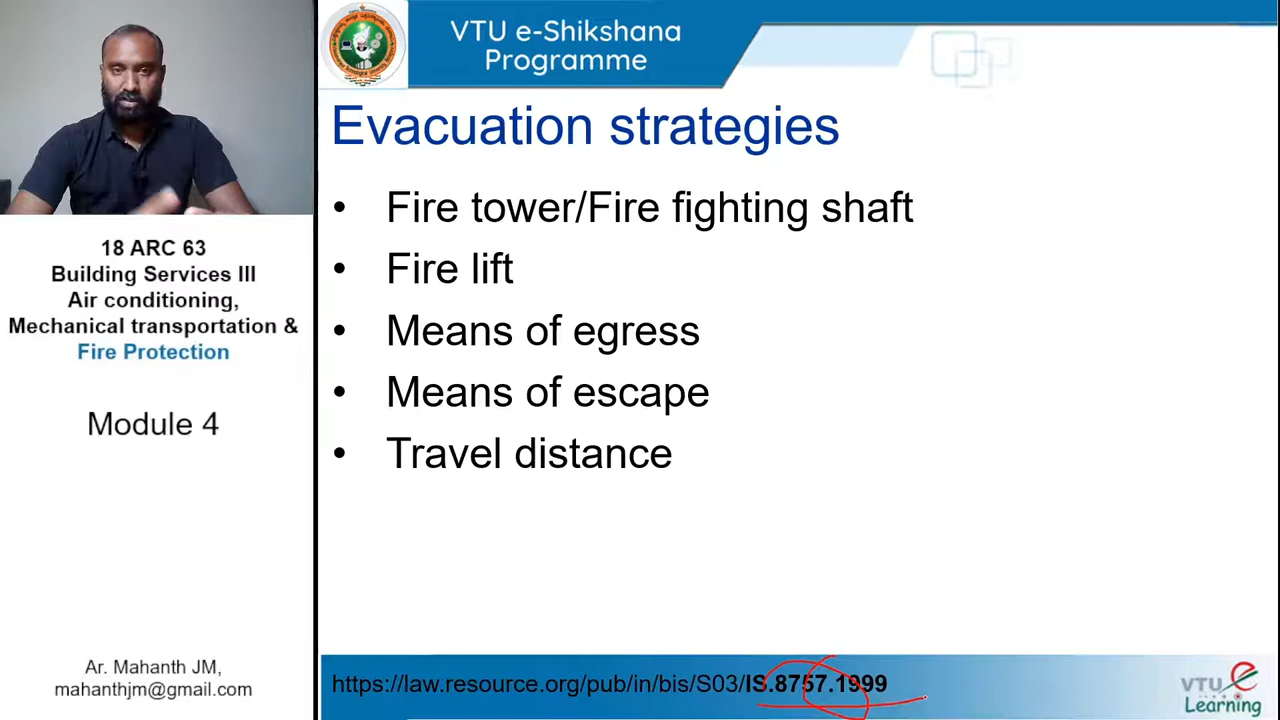 VTU e-Shikshana
Programme
Evacuation strategies
• Fire tower/Fire fighting shaft
• Fire lift
• Means of egress
• Means of escape
• Travel distance
18 ARC 63
Building Services III
Air conditioning,
Mechanical transportation &
Fire Protection
Module 4
Ar. Mahanth JM,
mahanthjm@gmail.com
https://law.resource.org/pub/in/bis/S03/IS.8757.1999
VTU e
Learning